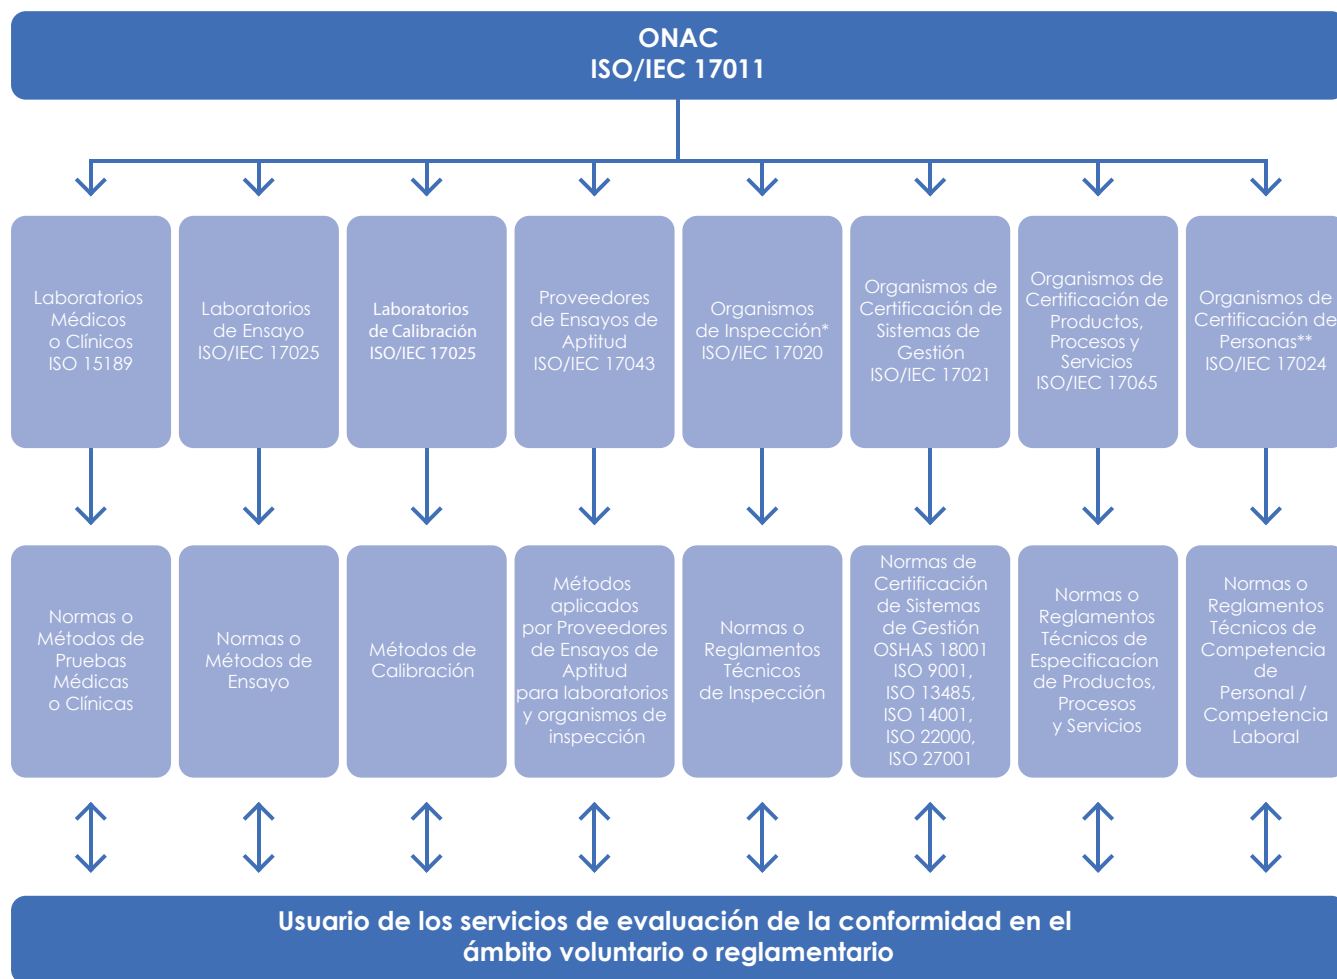 ONAC
ISO/IEC 17011
Laboratorios
Médicos
o Clínicos
ISO 15189
Laboratorios
de Ensayo
ISO/IEC 17025
Laboratorios
de Calibración
ISO/IEC 17025
Proveedores
de Ensayos de
Aptitud
ISO/IEC 17043
Organismos
de Inspección*
ISO/IEC 17020
Organismos de
Certificación de
Sistemas de
Gestión
ISO/IEC 17021
Organismos de
Certificación de
Productos,
Procesos y
Servicios
ISO/IEC 17065
Organismos de
Certificación de
Personas**
ISO/IEC 17024
Normas o
Métodos de
Pruebas
Médicas
o Clínicas
Normas o
Métodos de
Ensayo
Métodos de
Calibración
Métodos
aplicados
por Proveedores
de Ensayos de
Aptitud
para laboratorios
y organismos de
inspección
Normas o
Reglamentos
Técnicos
de Inspección
Normas de
Certificación
de Sistemas
de Gestión
OSHAS 18001
ISO 9001,
ISO 13485,
ISO 14001,
ISO 22000,
ISO 27001
Normas o
Reglamentos
Técnicos de
Especificacíon
de Productos,
Procesos
y Servicios
Normas o
Reglamentos
Técnicos de
Competencia
de
Personal /
Competencia
Laboral
Usuario de los servicios de evaluación de la conformidad en el
ámbito voluntario o reglamentario